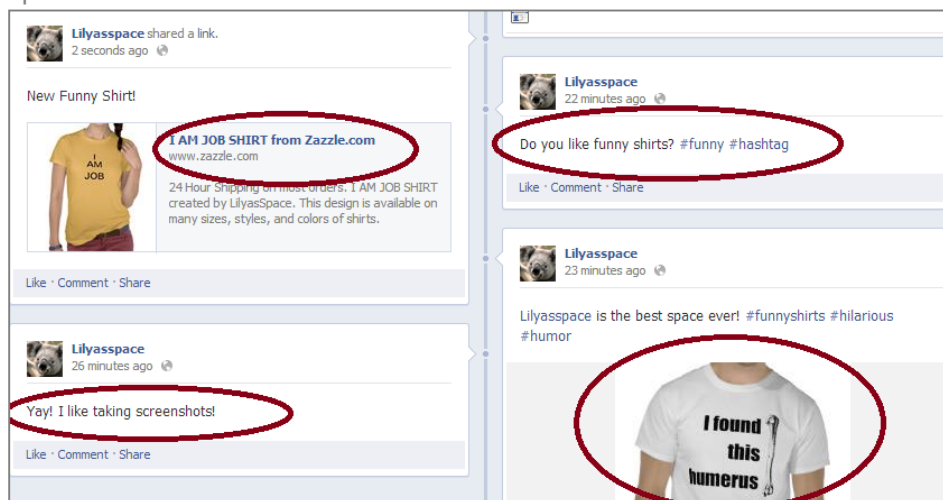 Lilyasspace shared a link.
2 seconds ago
New Funny Shirt!
I AM JOB SHIRT from Zazzle.com
www.zazzle.com
24 Hour Shipping on most orders. I AM JOB SHIRT
created by LilyasSpace. This design is available on
many sizes, styles, and colors of shirts.
I
AM
JOB
Like · Comment · Share
Lilyasspace
26 minutes ago
Yay! I like taking screenshots!
Like · Comment · Share
Lilyasspace
22 minutes ago
Do you like funny shirts? #funny #hashtag
Like · Comment · Share
Lilyasspace
23 minutes ago
Lilyasspace is the best space ever! #funnyshirts #hilarious
#humor
I found
this
humerus